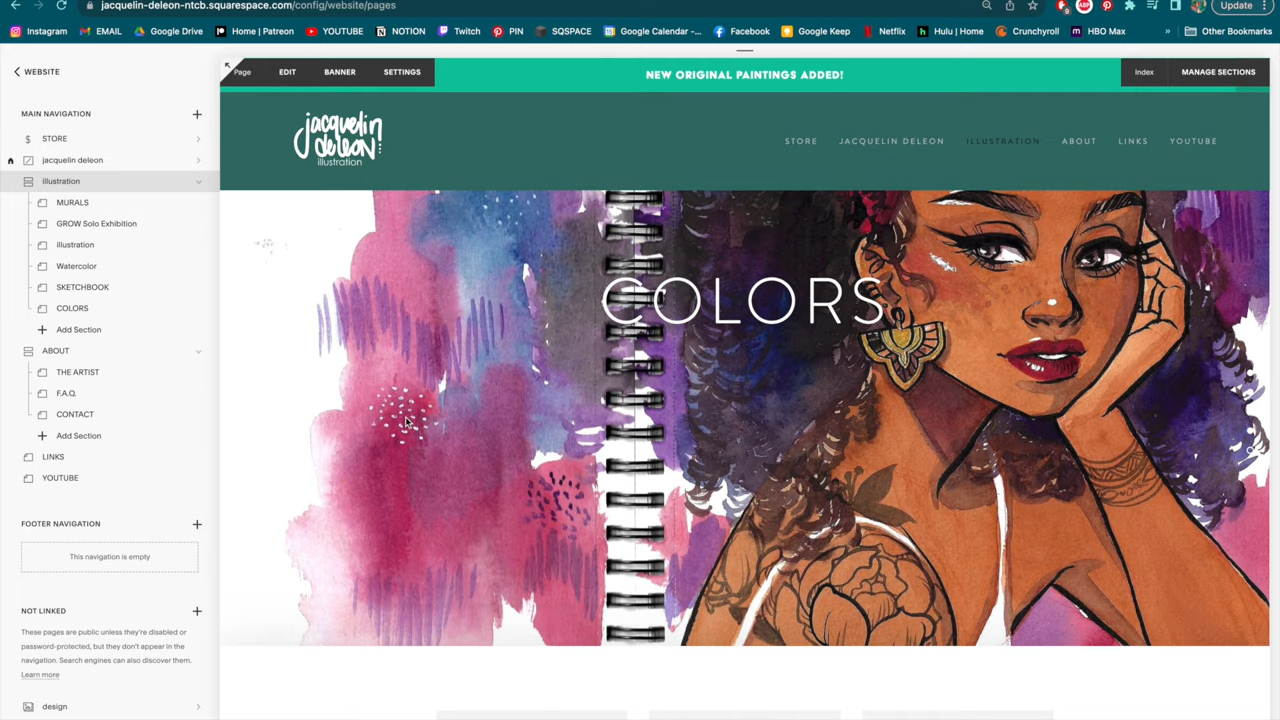 jacquelin-deleon-ntcb.squarespace.com/config/website/pages
Update
Instagram EMAIL Google Drive Home | Patreon YOUTUBE NOTION Twitch PIN SQSPACE Google Calendar -... Facebook Google Keep Netflix Hulu | Home Crunchyroll HBO Max » Other Bookmarks
WEBSITE
Page EDIT BANNER SETTINGS
NEW ORIGINAL PAINTINGS ADDED!
Index MANAGE SECTIONS
MAIN NAVIGATION
STORE
jacquelin deleon
illustration
MURALS
GROW Solo Exhibition
illustration
Watercolor
SKETCHBOOK
COLORS
Add Section
ABOUT
THE ARTIST
F.A.Q.
CONTACT
Add Section
LINKS
YOUTUBE
FOOTER NAVIGATION
This navigation is empty
NOT LINKED
These pages are public unless they're disabled or
password-protected, but they don't appear in the
navigation. Search engines can also discover them.
Learn more
design
jacquelin
deleon
illustration
STORE JACQUELIN DELEON ILLUSTRATION ABOUT LINKS YOUTUBE
COLORS